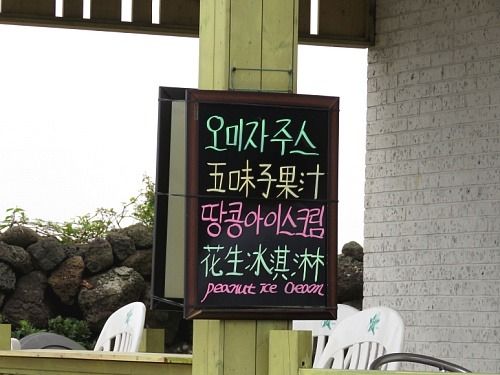 오미자주스
五味子果汁
땅콩아이스크림
花生冰淇淋
peanut Ice Cream